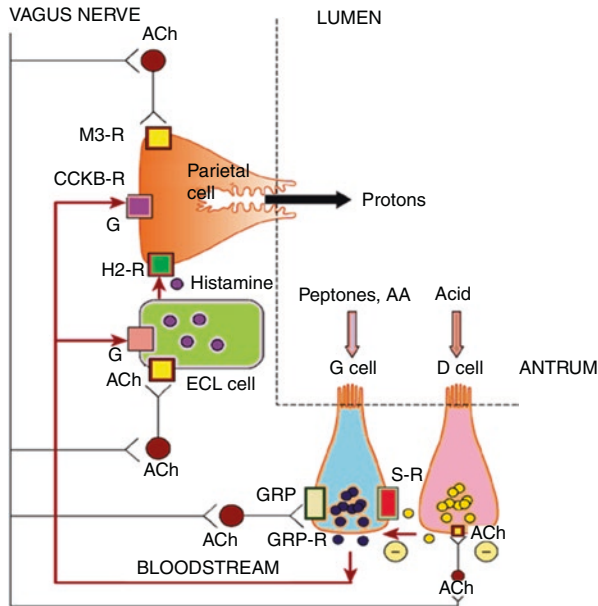 VAGUS NERVE
LUMEN
ACh
M3-R
Parietal
cell
CCKB-R
Protons
G
H2-R
Histamine
Peptones, AA
Acid
G
G cell
D cell
ANTRUM
ACh
ECL cell
ACh
S-R
GRP
ACh
ACh
GRP-R
BLOODSTREAM
−
−
ACh